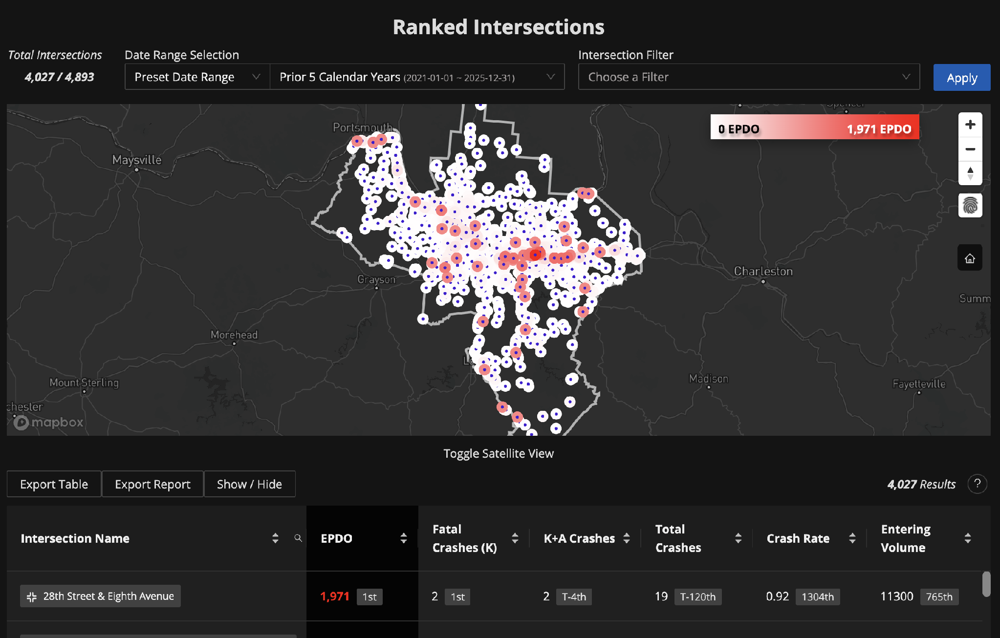 Ranked Intersections
Total Intersections
4,027 / 4,893
Date Range Selection
Preset Date Range
Prior 5 Calendar Years (2021-01-01 ~ 2025-12-31)
Intersection Filter
Choose a Filter
Apply
Spencer
Portsmouth
0 EPDO
1,971 EPDO
Maysville
Charleston
Grayson
Summ
Morehead
Lo
Mount Sterling
Madison
Fayetteville
chester
mapbox
Toggle Satellite View
Export Table
Export Report
Show / Hide
4,027 Results
?
Intersection Name
EPDO
Fatal
Crashes (K)
K+A Crashes
Total
Crashes
Crash Rate
Entering
Volume
28th Street & Eighth Avenue
1,971 1st
2 1st
2 T-4th
19 T-120th
0.92 1304th
11300 765th